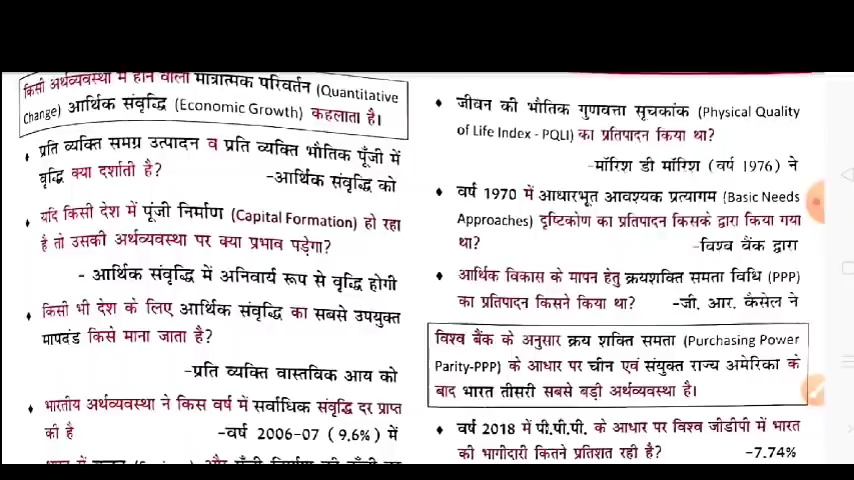 किसी अर्थव्यवस्था में होने वाला मात्रात्मक परिवर्तन (Quantitative
Change) आर्थिक संवृद्धि (Economic Growth) कहलाता है।
♦ प्रति व्यक्ति समग्र उत्पादन व प्रति व्यक्ति भौतिक पूँजी में
वृद्धि क्या दर्शाती है?
-आर्थिक संवृद्धि को
♦ यदि किसी देश में पूंजी निर्माण (Capital Formation) हो रहा
है तो उसकी अर्थव्यवस्था पर क्या प्रभाव पड़ेगा?
- आर्थिक संवृद्धि में अनिवार्य रूप से वृद्धि होगी
♦ किसी भी देश के लिए आर्थिक संवृद्धि का सबसे उपयुक्त
मापदंड किसे माना जाता है?
-प्रति व्यक्ति वास्तविक आय को
♦ भारतीय अर्थव्यवस्था ने किस वर्ष में सर्वाधिक संवृद्धि दर प्राप्त
की है
-वर्ष 2006-07 (9.6%) में
♦ जीवन की भौतिक गुणवत्ता सूचकांक (Physical Quality
of Life Index - PQLI) का प्रतिपादन किया था?
-मॉरिश डी मॉरिश (वर्ष 1976) ने
♦ वर्ष 1970 में आधारभूत आवश्यक प्रत्यागम (Basic Needs
Approaches) दृष्टिकोण का प्रतिपादन किसके द्वारा किया गया
था?
-विश्व बैंक द्वारा
♦ आर्थिक विकास के मापन हेतु क्रयशक्ति समता विधि (PPP)
का प्रतिपादन किसने किया था?
-जी. आर. कैसेल ने
विश्व बैंक के अनुसार क्रय शक्ति समता (Purchasing Power
Parity-PPP) के आधार पर चीन एवं संयुक्त राज्य अमेरिका के
बाद भारत तीसरी सबसे बड़ी अर्थव्यवस्था है।
♦ वर्ष 2018 में पी.पी.पी. के आधार पर विश्व जीडीपी में भारत
की भागीदारी कितने प्रतिशत रही है?
-7.74%